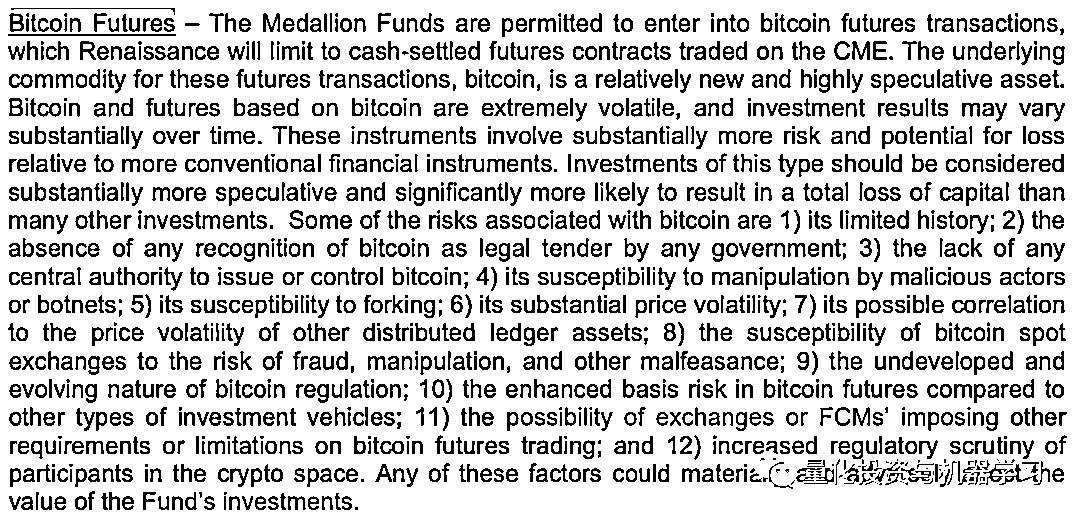 Bitcoin Futures – The Medallion Funds are permitted to enter into bitcoin futures transactions,
which Renaissance will limit to cash-settled futures contracts traded on the CME. The underlying
commodity for these futures transactions, bitcoin, is a relatively new and highly speculative asset.
Bitcoin and futures based on bitcoin are extremely volatile, and investment results may vary
substantially over time. These instruments involve substantially more risk and potential for loss
relative to more conventional financial instruments. Investments of this type should be considered
substantially more speculative and significantly more likely to result in a total loss of capital than
many other investments. Some of the risks associated with bitcoin are 1) its limited history; 2) the
absence of any recognition of bitcoin as legal tender by any government; 3) the lack of any
central authority to issue or control bitcoin; 4) its susceptibility to manipulation by malicious actors
or botnets; 5) its susceptibility to forking; 6) its substantial price volatility; 7) its possible correlation
to the price volatility of other distributed ledger assets; 8) the susceptibility of bitcoin spot
exchanges to the risk of fraud, manipulation, and other malfeasance; 9) the undeveloped and
evolving nature of bitcoin regulation; 10) the enhanced basis risk in bitcoin futures compared to
other types of investment vehicles; 11) the possibility of exchanges or FCMs' imposing other
requirements or limitations on bitcoin futures trading; and 12) increased regulatory scrutiny of
participants in the crypto space. Any of these factors could and the
量化投资与机器学习
value of the Fund's investments.